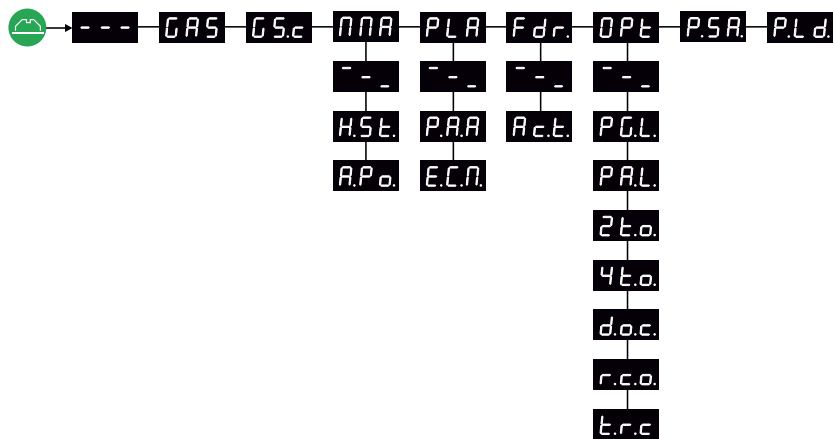 - - - GAS GS.c MMA PLA Fdr. OPt P.SA. P.Ld.
¯ - _ ¯ - _ ¯ - _ ¯ - _
H.St. P.A.A Ac.t. PG.L.
A.Po. E.C.M. PA.L.
2t.o.
4t.o.
d.o.c.
r.c.o.
t.r.c